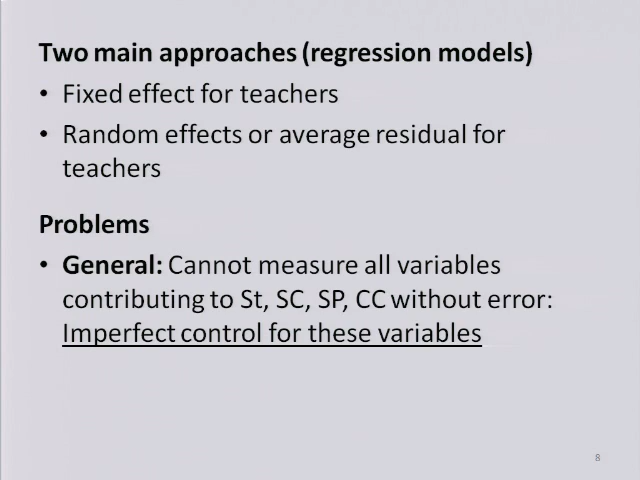 Two main approaches (regression models)
• Fixed effect for teachers
• Random effects or average residual for
teachers
Problems
• General: Cannot measure all variables
contributing to St, SC, SP, CC without error:
Imperfect control for these variables
8